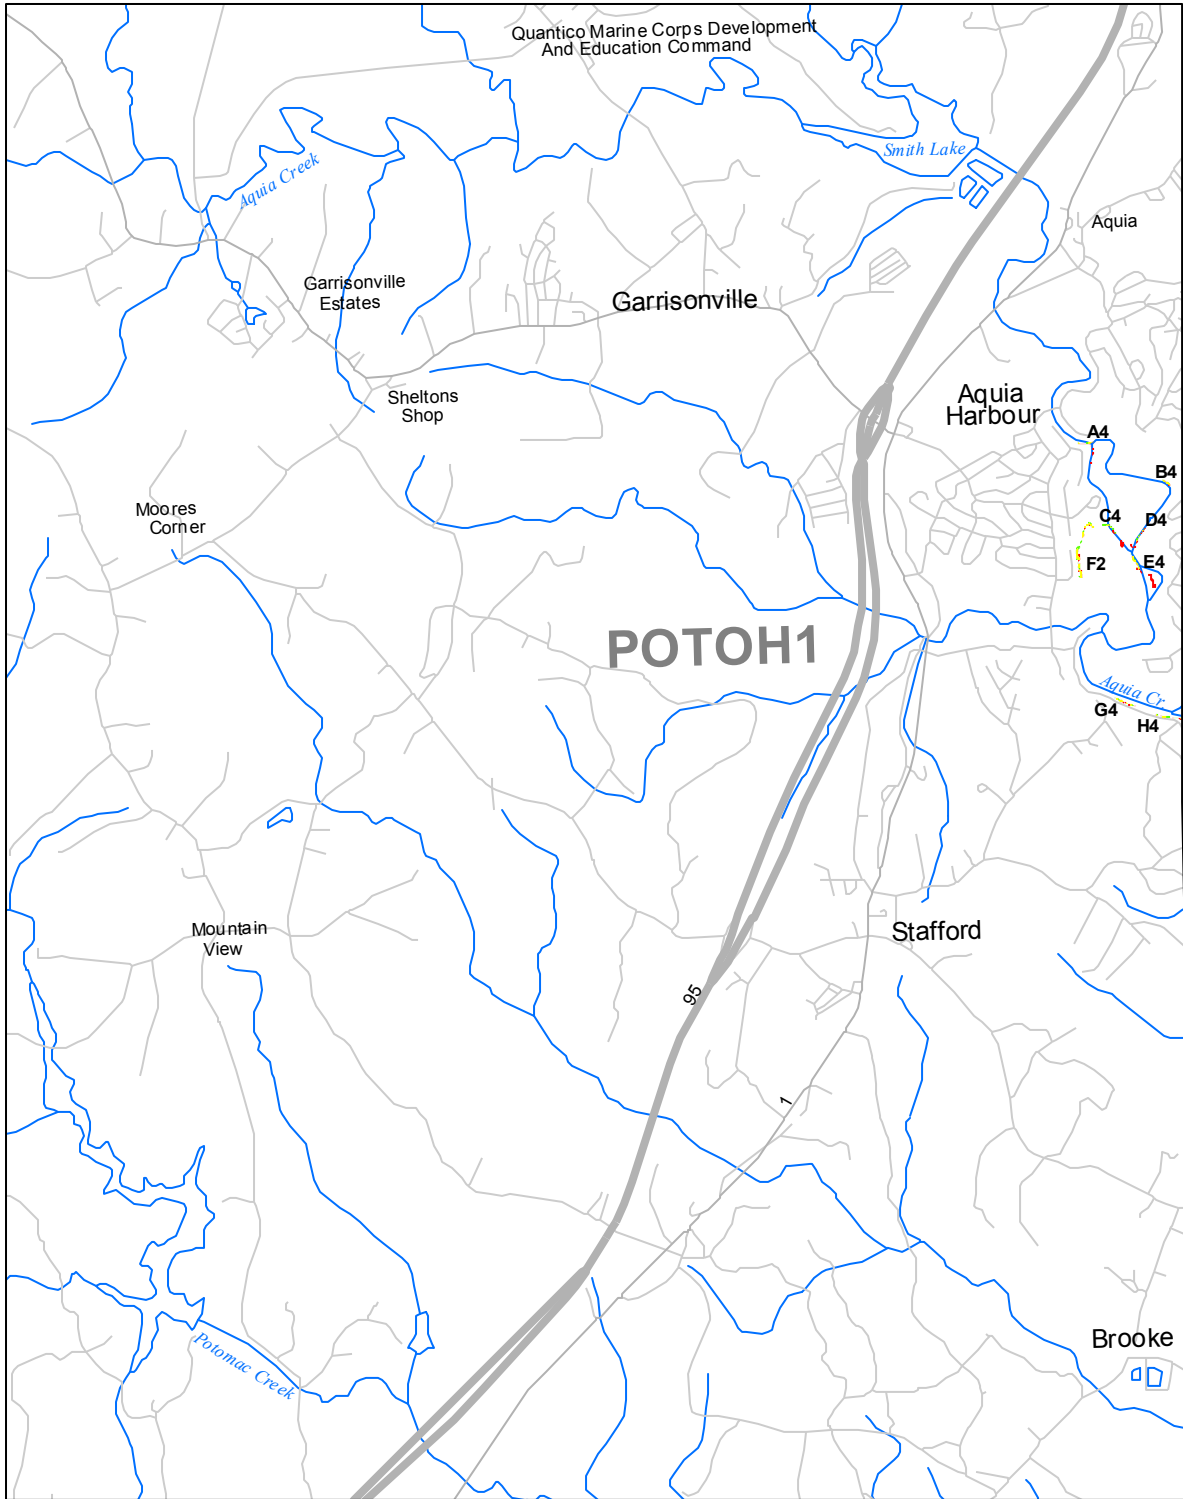 Quantico Marine Corps Development
And Education Command
Smith Lake
Aquia Creek
Aquia
Garrisonville
Estates
Garrisonville
Sheltons
Shop
Aquia
Harbour
A4
B4
Moores
Corner
C4
D4
F2
E4
POTOH1
Aquia Cr
G4
H4
Mountain
View
Stafford
95
1
Potomac Creek
Brooke